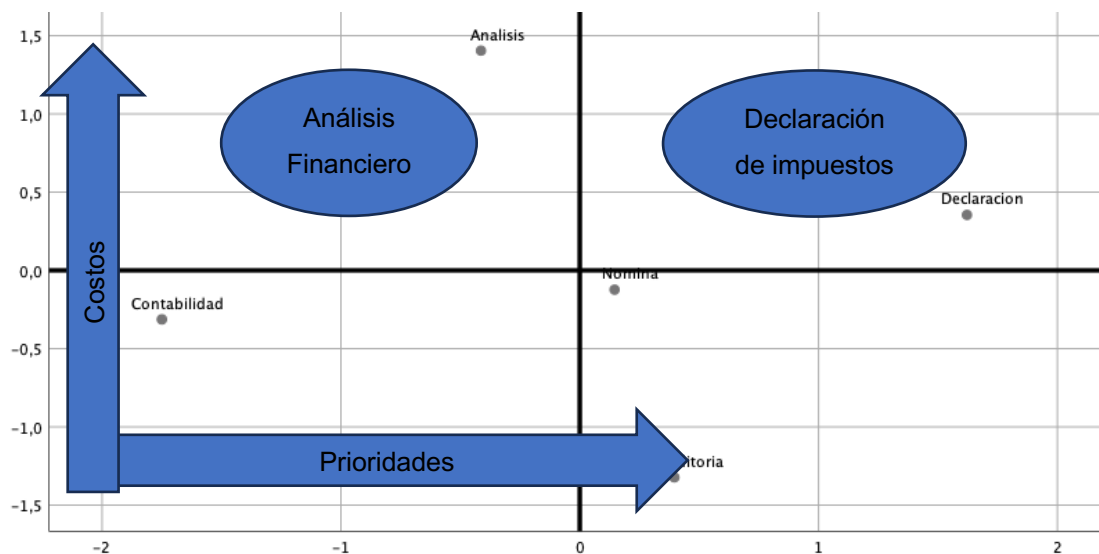 1,5
1,0
0,5
0,0
−0,5
−1,0
−1,5
−2
−1
0
1
2
Analisis
Análisis
Financiero
Declaración
de impuestos
Declaracion
Nomina
Contabilidad
Costos
Prioridades
itoria